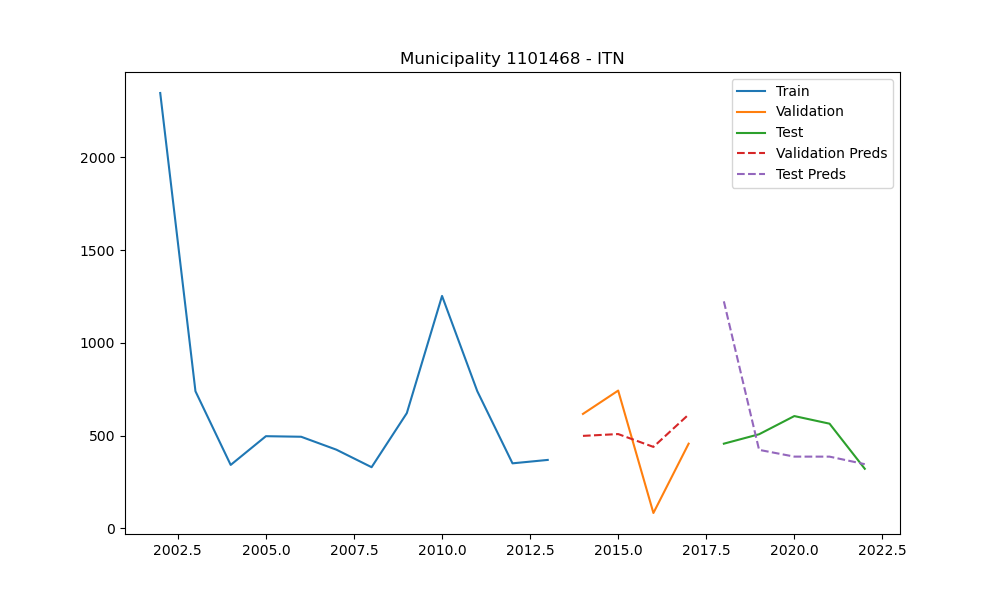 Municipality 1101468 - ITN
Train
Validation
Test
Validation Preds
Test Preds
2000
1500
1000
500
0
2002.5 2005.0 2007.5 2010.0 2012.5 2015.0 2017.5 2020.0 2022.5